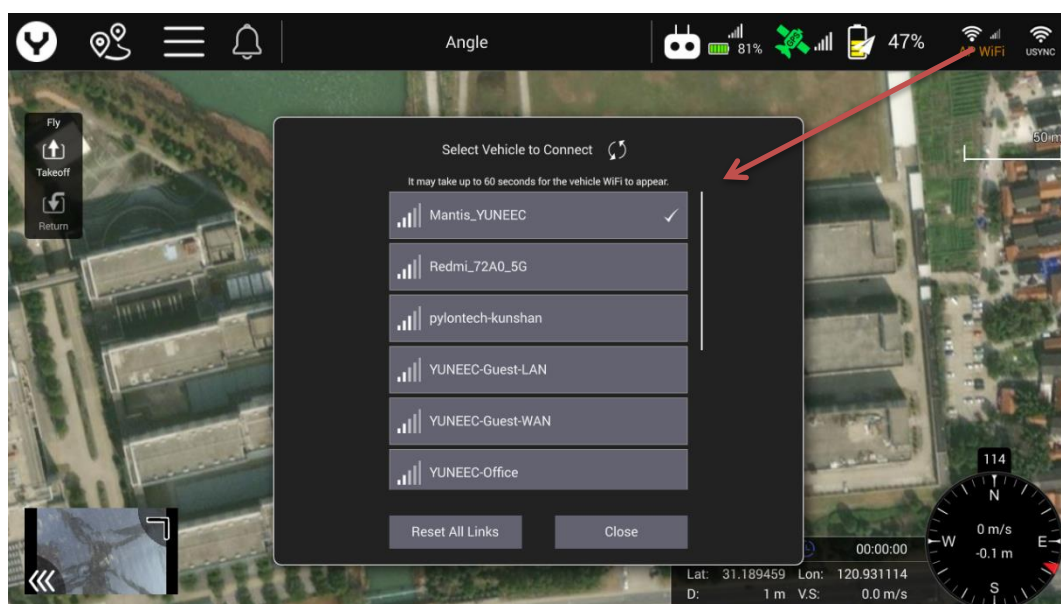 Angle
81%
GPS
47%
AP WiFi
USYNC
Fly
Takeoff
Return
50 m
Select Vehicle to Connect
It may take up to 60 seconds for the vehicle WiFi to appear.
Mantis_YUNEEC
Redmi_72A0_5G
pylontech-kunshan
YUNEEC-Guest-LAN
YUNEEC-Guest-WAN
YUNEEC-Office
Reset All Links
Close
114
N
W
E
S
0 m/s
-0.1 m
00:00:00
Lat: 31.189459 Lon: 120.931114
D: 1 m V.S: 0.0 m/s